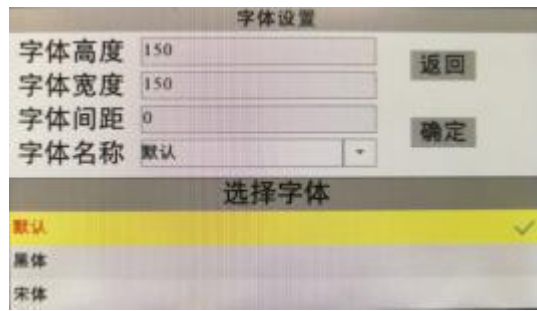 字体设置
字体高度 150
返回
字体宽度 150
字体间距 0
确定
字体名称 默认
选择字体
默认
黑体
宋体